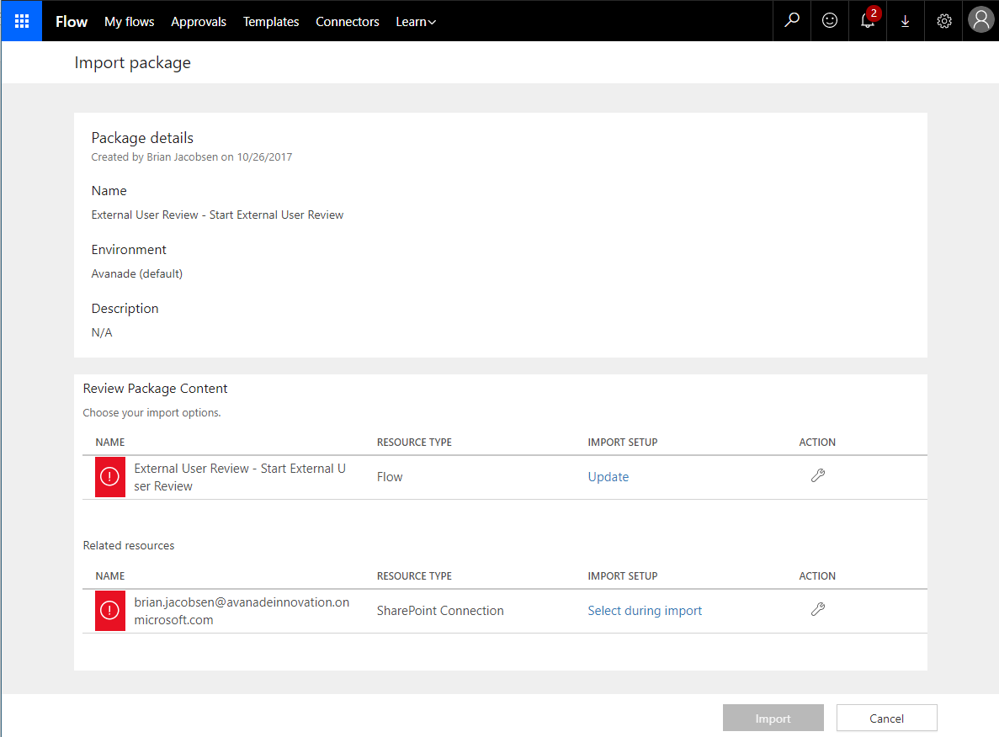 Flow My flows Approvals Templates Connectors Learn 2
Import package
Package details
Created by Brian Jacobsen on 10/26/2017
Name
External User Review - Start External User Review
Environment
Avanade (default)
Description
N/A
Review Package Content
Choose your import options.
NAME RESOURCE TYPE IMPORT SETUP ACTION
External User Review - Start External U
ser Review
Flow Update
Related resources
NAME RESOURCE TYPE IMPORT SETUP ACTION
brian.jacobsen@avanadeinnovation.on
microsoft.com
SharePoint Connection Select during import
Import Cancel